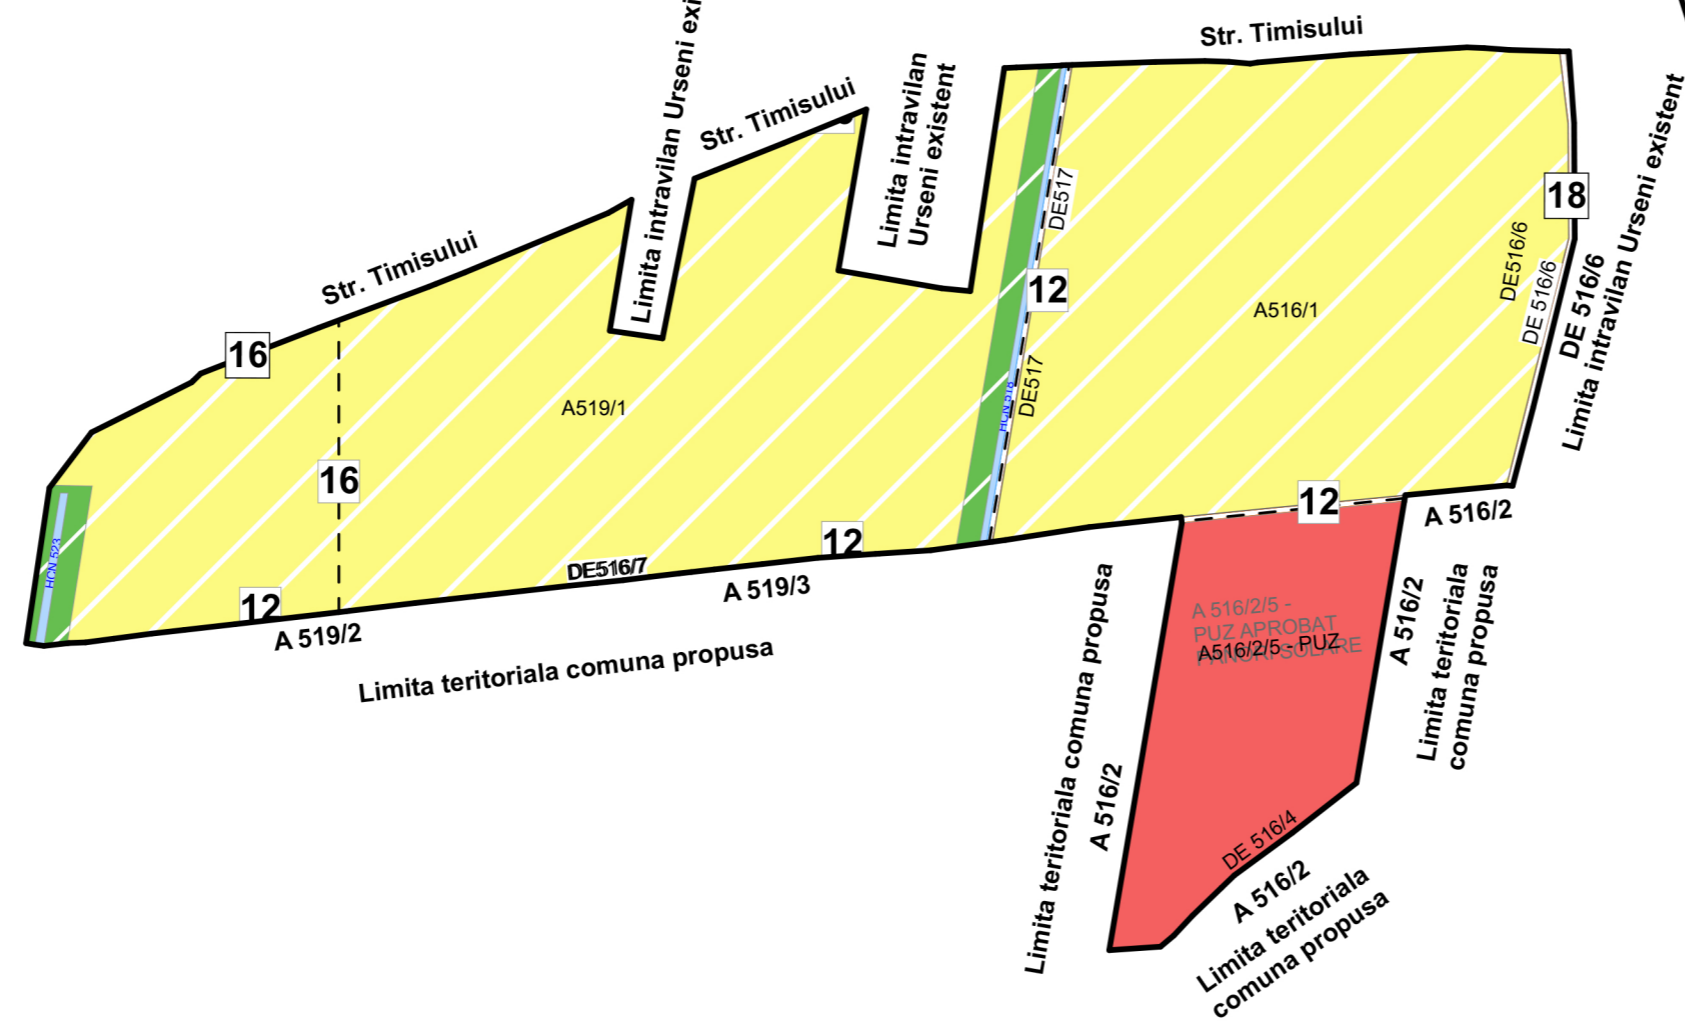 Str. Timisului
Limita intravilan Urseni exi
Str. Timisului
Limita intravilan
Urseni existent
Str. Timisului
18
DE517
12
A516/1
DE516/6
DE 516/6
DE 516/6
Limita intravilan Urseni existent
16
A519/1
DE517
HCN 518
16
12
A 516/2
12
HCN 523
DE516/7
A 519/3
12
A 519/2
Limita teritoriala comuna propusa
A 516/2/5 -
PUZ APROBAT
PANORI SOLARE
A516/2/5 - PUZ
A 516/2
Limita teritoriala
comuna propusa
Limita teritoriala comuna propusa
A 516/2
DE 516/4
A 516/2
Limita teritoriala
comuna propusa